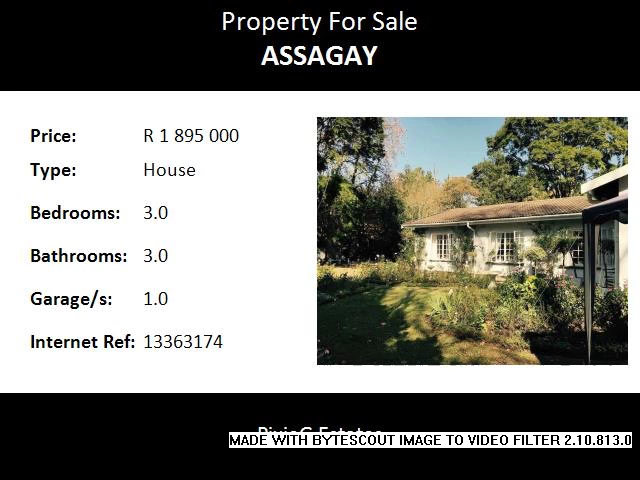 Property For Sale
ASSAGAY
Price: R 1 895 000
Type: House
Bedrooms: 3.0
Bathrooms: 3.0
Garage/s: 1.0
Internet Ref: 13363174
Estates
MADE WITH BYTESCOUT IMAGE TO VIDEO FILTER 2.10.813.0